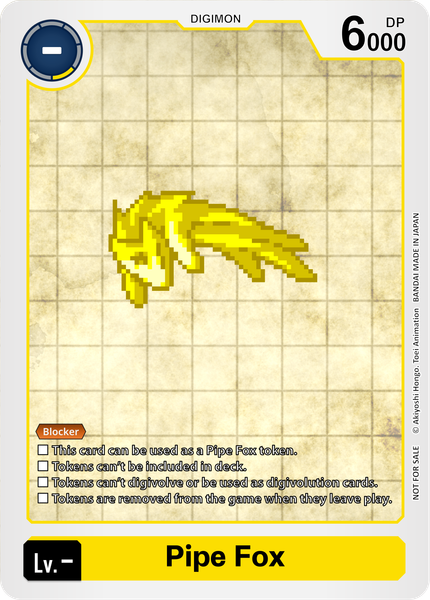 DIGIMON
–
DP
6000
Blocker
☐ This card can be used as a Pipe Fox token.
☐ Tokens can't be included in deck.
☐ Tokens can't digivolve or be used as digivolution cards.
☐ Tokens are removed from the game when they leave play.
NOT FOR SALE © Akiyoshi Hongo, Toei Animation BANDAI MADE IN JAPAN
Lv.–
Pipe Fox